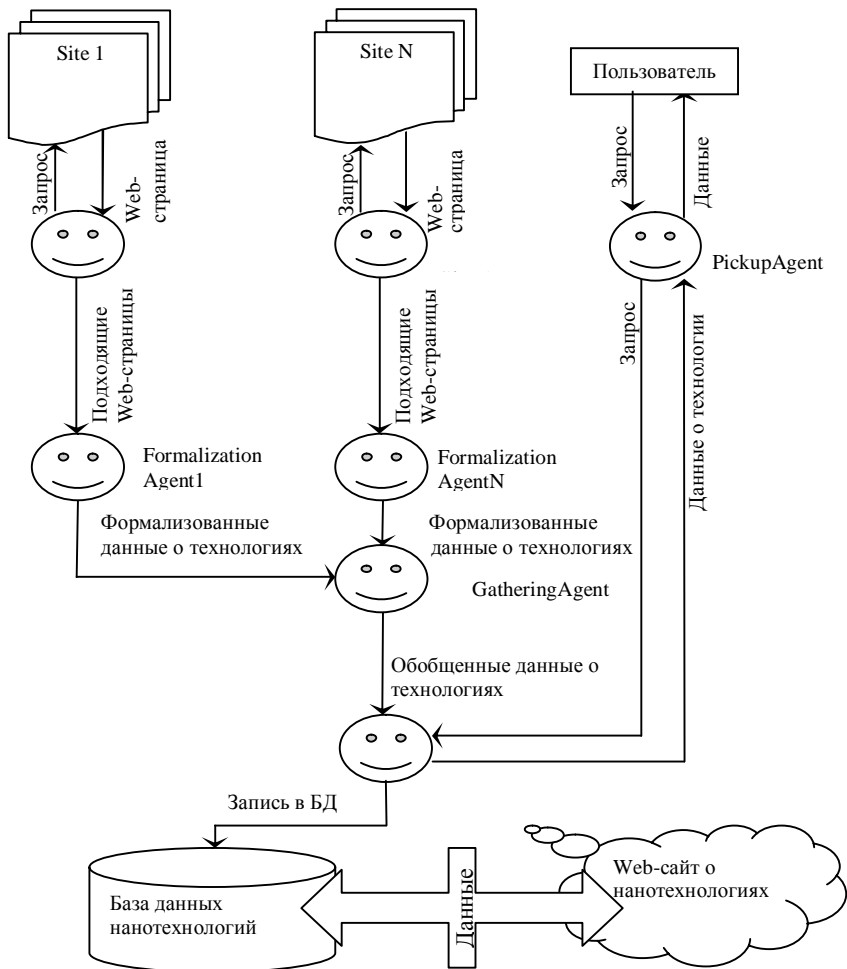 Site 1
Site N
Пользователь
Запрос
Web-
страница
Запрос
Web-
страница
Запрос
Данные
PickupAgent
Подходящие
Web-страницы
Подходящие
Web-страницы
Запрос
Данные о технологии
Formalization
Agent1
Formalization
AgentN
Формализованные
данные о технологиях
Формализованные
данные о технологиях
GatheringAgent
Обобщенные данные о
технологиях
Запись в БД
База данных
нанотехнологий
Данные
Web-сайт о
нанотехнологиях